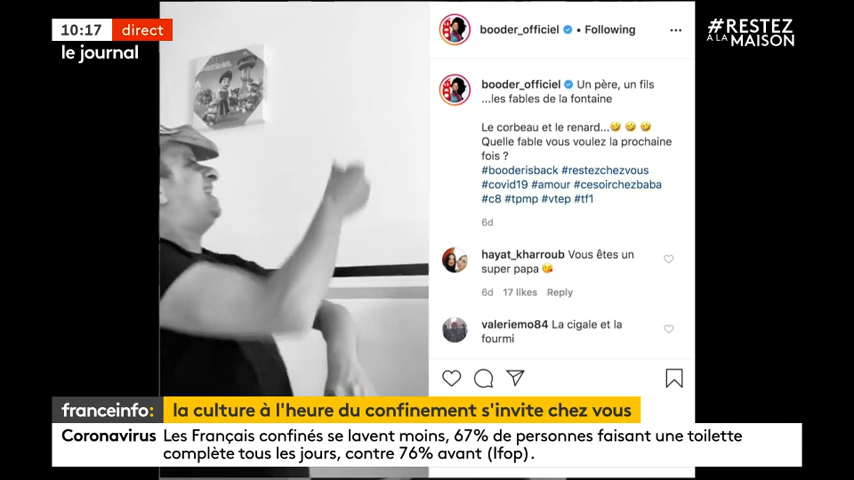 10:17 direct
le journal
#RESTEZ
À LA MAISON
booder_officiel • Following
booder_officiel Un père, un fils
...les fables de la fontaine
Le corbeau et le renard...🤣 🤣 🤣
Quelle fable vous voulez la prochaine
fois ?
#booderisback #restezchezvous
#covid19 #amour #cesoirchezbaba
#c8 #tpmp #vtep #tf1
6d
hayat_kharroub Vous êtes un
super papa 😘
6d 17 likes Reply
valeriemo84 La cigale et la
fourmi
franceinfo: la culture à l'heure du confinement s'invite chez vous
Coronavirus Les Français confinés se lavent moins, 67% de personnes faisant une toilette
complète tous les jours, contre 76% avant (Ifop).